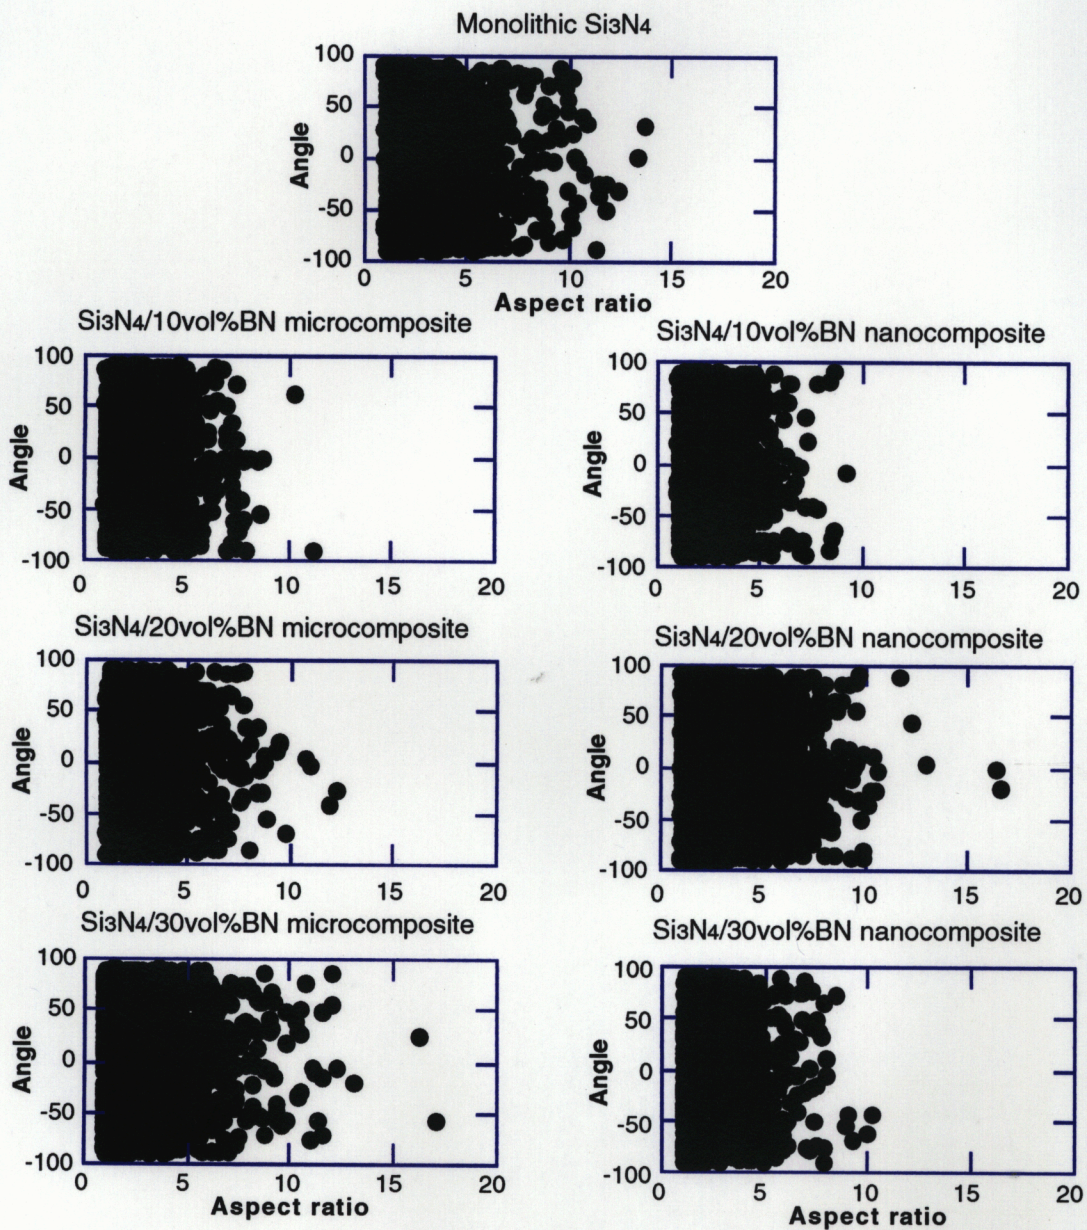 Monolithic Si3N4
100
50
0
-50
-100
Angle
0 5 10 15 20
Aspect ratio
Si3N4/10vol%BN microcomposite
100
50
0
-50
-100
Angle
0 5 10 15 20
Si3N4/10vol%BN nanocomposite
100
50
0
-50
-100
Angle
0 5 10 15 20
Si3N4/20vol%BN microcomposite
100
50
0
-50
-100
Angle
0 5 10 15 20
Si3N4/20vol%BN nanocomposite
100
50
0
-50
-100
Angle
0 5 10 15 20
Si3N4/30vol%BN microcomposite
100
50
0
-50
-100
Angle
0 5 10 15 20
Aspect ratio
Si3N4/30vol%BN nanocomposite
100
50
0
-50
-100
Angle
0 5 10 15 20
Aspect ratio